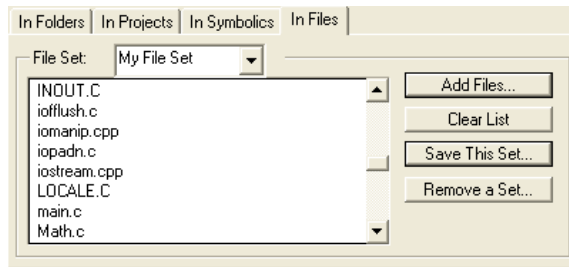 In Folders In Projects In Symbolics In Files
File Set: My File Set
INOUT.C
iofflush.c
iomanip.cpp
iopadn.c
iostream.cpp
LOCALE.C
main.c
Math.c
Add Files...
Clear List
Save This Set...
Remove a Set...